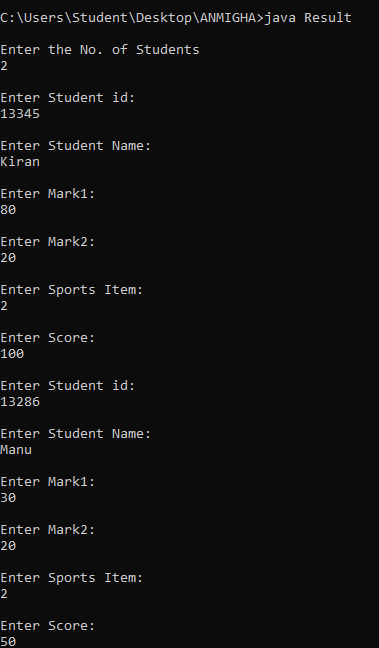 C:\Users\Student\Desktop\ANMIGHA>java Result
Enter the No. of Students
2
Enter Student id:
13345
Enter Student Name:
Kiran
Enter Mark1:
80
Enter Mark2:
20
Enter Sports Item:
2
Enter Score:
100
Enter Student id:
13286
Enter Student Name:
Manu
Enter Mark1:
30
Enter Mark2:
20
Enter Sports Item:
2
Enter Score:
50